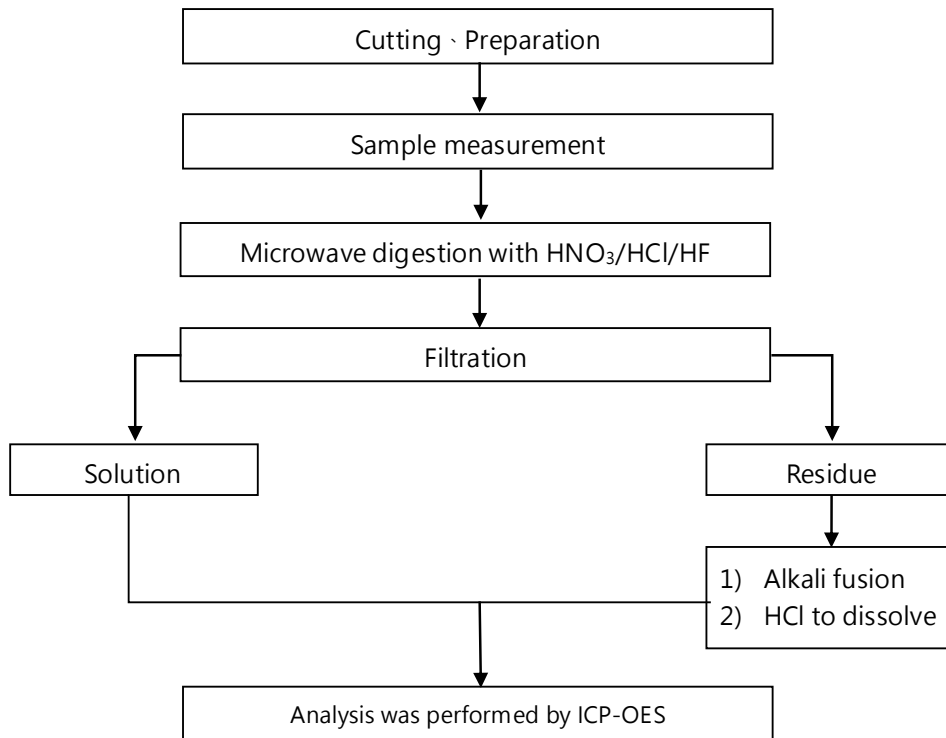 Cutting、Preparation
Sample measurement
Microwave digestion with HNO₃/HCl/HF
Filtration
Solution
Residue
1) Alkali fusion
2) HCl to dissolve
Analysis was performed by ICP-OES